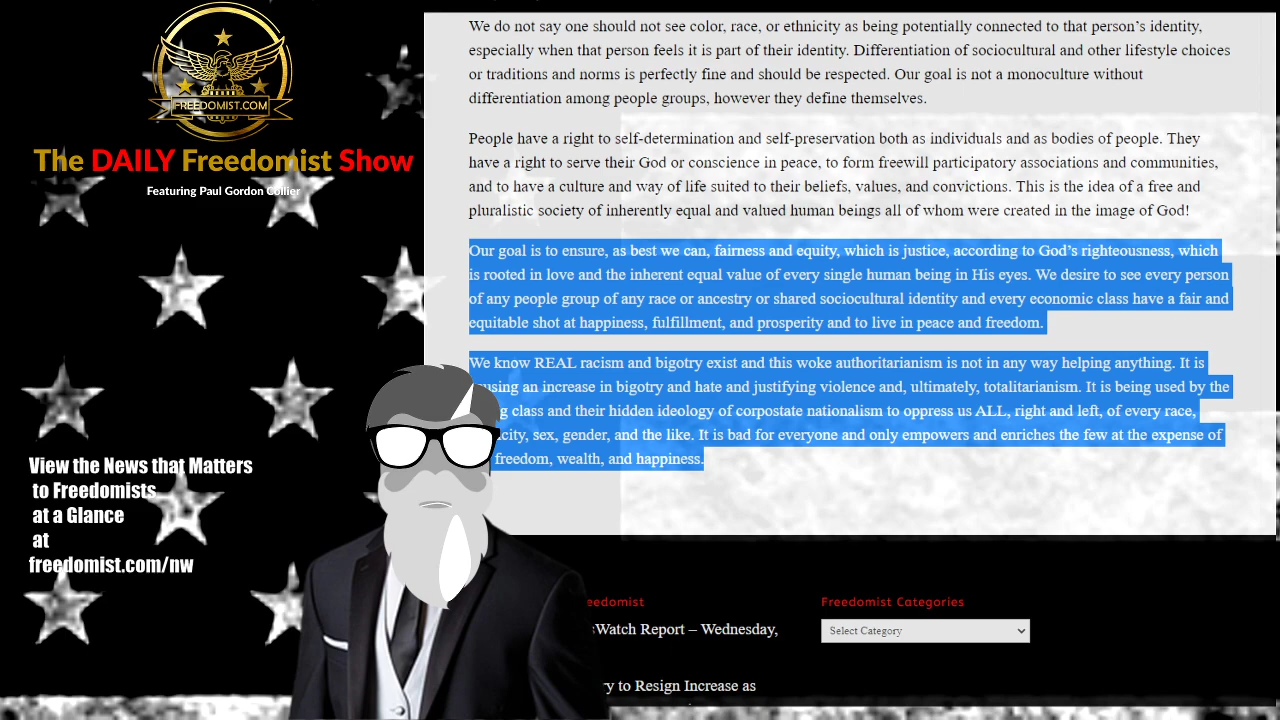 FREEDOMIST.COM
The DAILY Freedomist Show
Featuring Paul Gordon Collier
View the News that Matters
to Freedomists
at a Glance
at
freedomist.com/nw
We do not say one should not see color, race, or ethnicity as being potentially connected to that person’s identity,
especially when that person feels it is part of their identity. Differentiation of sociocultural and other lifestyle choices
or traditions and norms is perfectly fine and should be respected. Our goal is not a monoculture without
differentiation among people groups, however they define themselves.
People have a right to self-determination and self-preservation both as individuals and as bodies of people. They
have a right to serve their God or conscience in peace, to form freewill participatory associations and communities,
and to have a culture and way of life suited to their beliefs, values, and convictions. This is the idea of a free and
pluralistic society of inherently equal and valued human beings all of whom were created in the image of God!
Our goal is to ensure, as best we can, fairness and equity, which is justice, according to God’s righteousness, which
is rooted in love and the inherent equal value of every single human being in His eyes. We desire to see every person
of any people group of any race or ancestry or shared sociocultural identity and every economic class have a fair and
equitable shot at happiness, fulfillment, and prosperity and to live in peace and freedom.
We know REAL racism and bigotry exist and this woke authoritarianism is not in any way helping anything. It is
an increase in bigotry and hate and justifying violence and, ultimately, totalitarianism. It is being used by the
class and their hidden ideology of corpostate nationalism to oppress us ALL, right and left, of every race,
sex, gender, and the like. It is bad for everyone and only empowers and enriches the few at the expense of
freedom, wealth, and happiness.
eedomist
Watch Report – Wednesday,
y to Resign Increase as
Freedomist Categories
Select Category